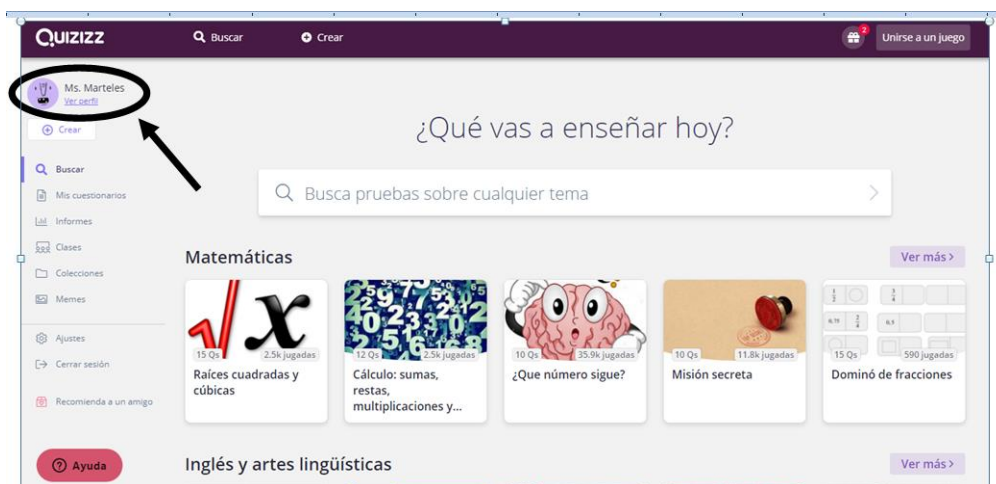 QUIZIZZ
Buscar
Crear
2
Unirse a un juego
Ms. Marteles
Ver perfil
Crear
¿Qué vas a enseñar hoy?
Buscar
Mis cuestionarios
Informes
Clases
Colecciones
Memes
Ajustes
Cerrar sesión
Recomienda a un amigo
Ayuda
Busca pruebas sobre cualquier tema
Matemáticas
Ver más
15 Qs
2.5k jugadas
Raíces cuadradas y
cúbicas
12 Qs
2.5k jugadas
Cálculo: sumas,
restas,
multiplicaciones y...
10 Qs
35.9k jugadas
¿Que número sigue?
10 Qs
11.8k jugadas
Misión secreta
15 Qs
590 jugadas
Dominó de fracciones
Inglés y artes lingüísticas
Ver más